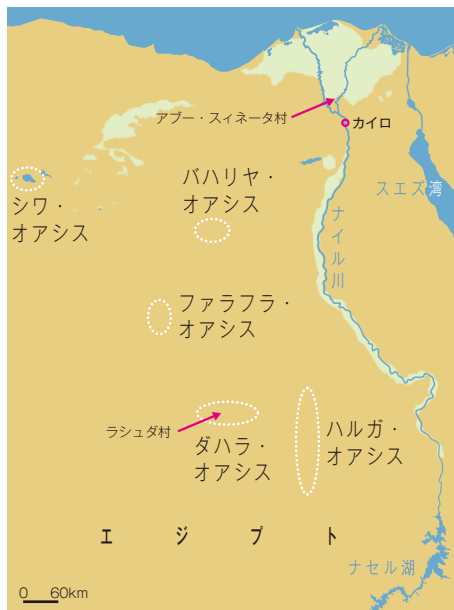 アブー・スィネータ村
カイロ
バハリヤ・
オアシス
シワ・
オアシス
スエズ湾
ナイル川
ファラフラ・
オアシス
ラシュダ村
ダハラ・
オアシス
ハルガ・
オアシス
エジプト
ナセル湖
0 60km